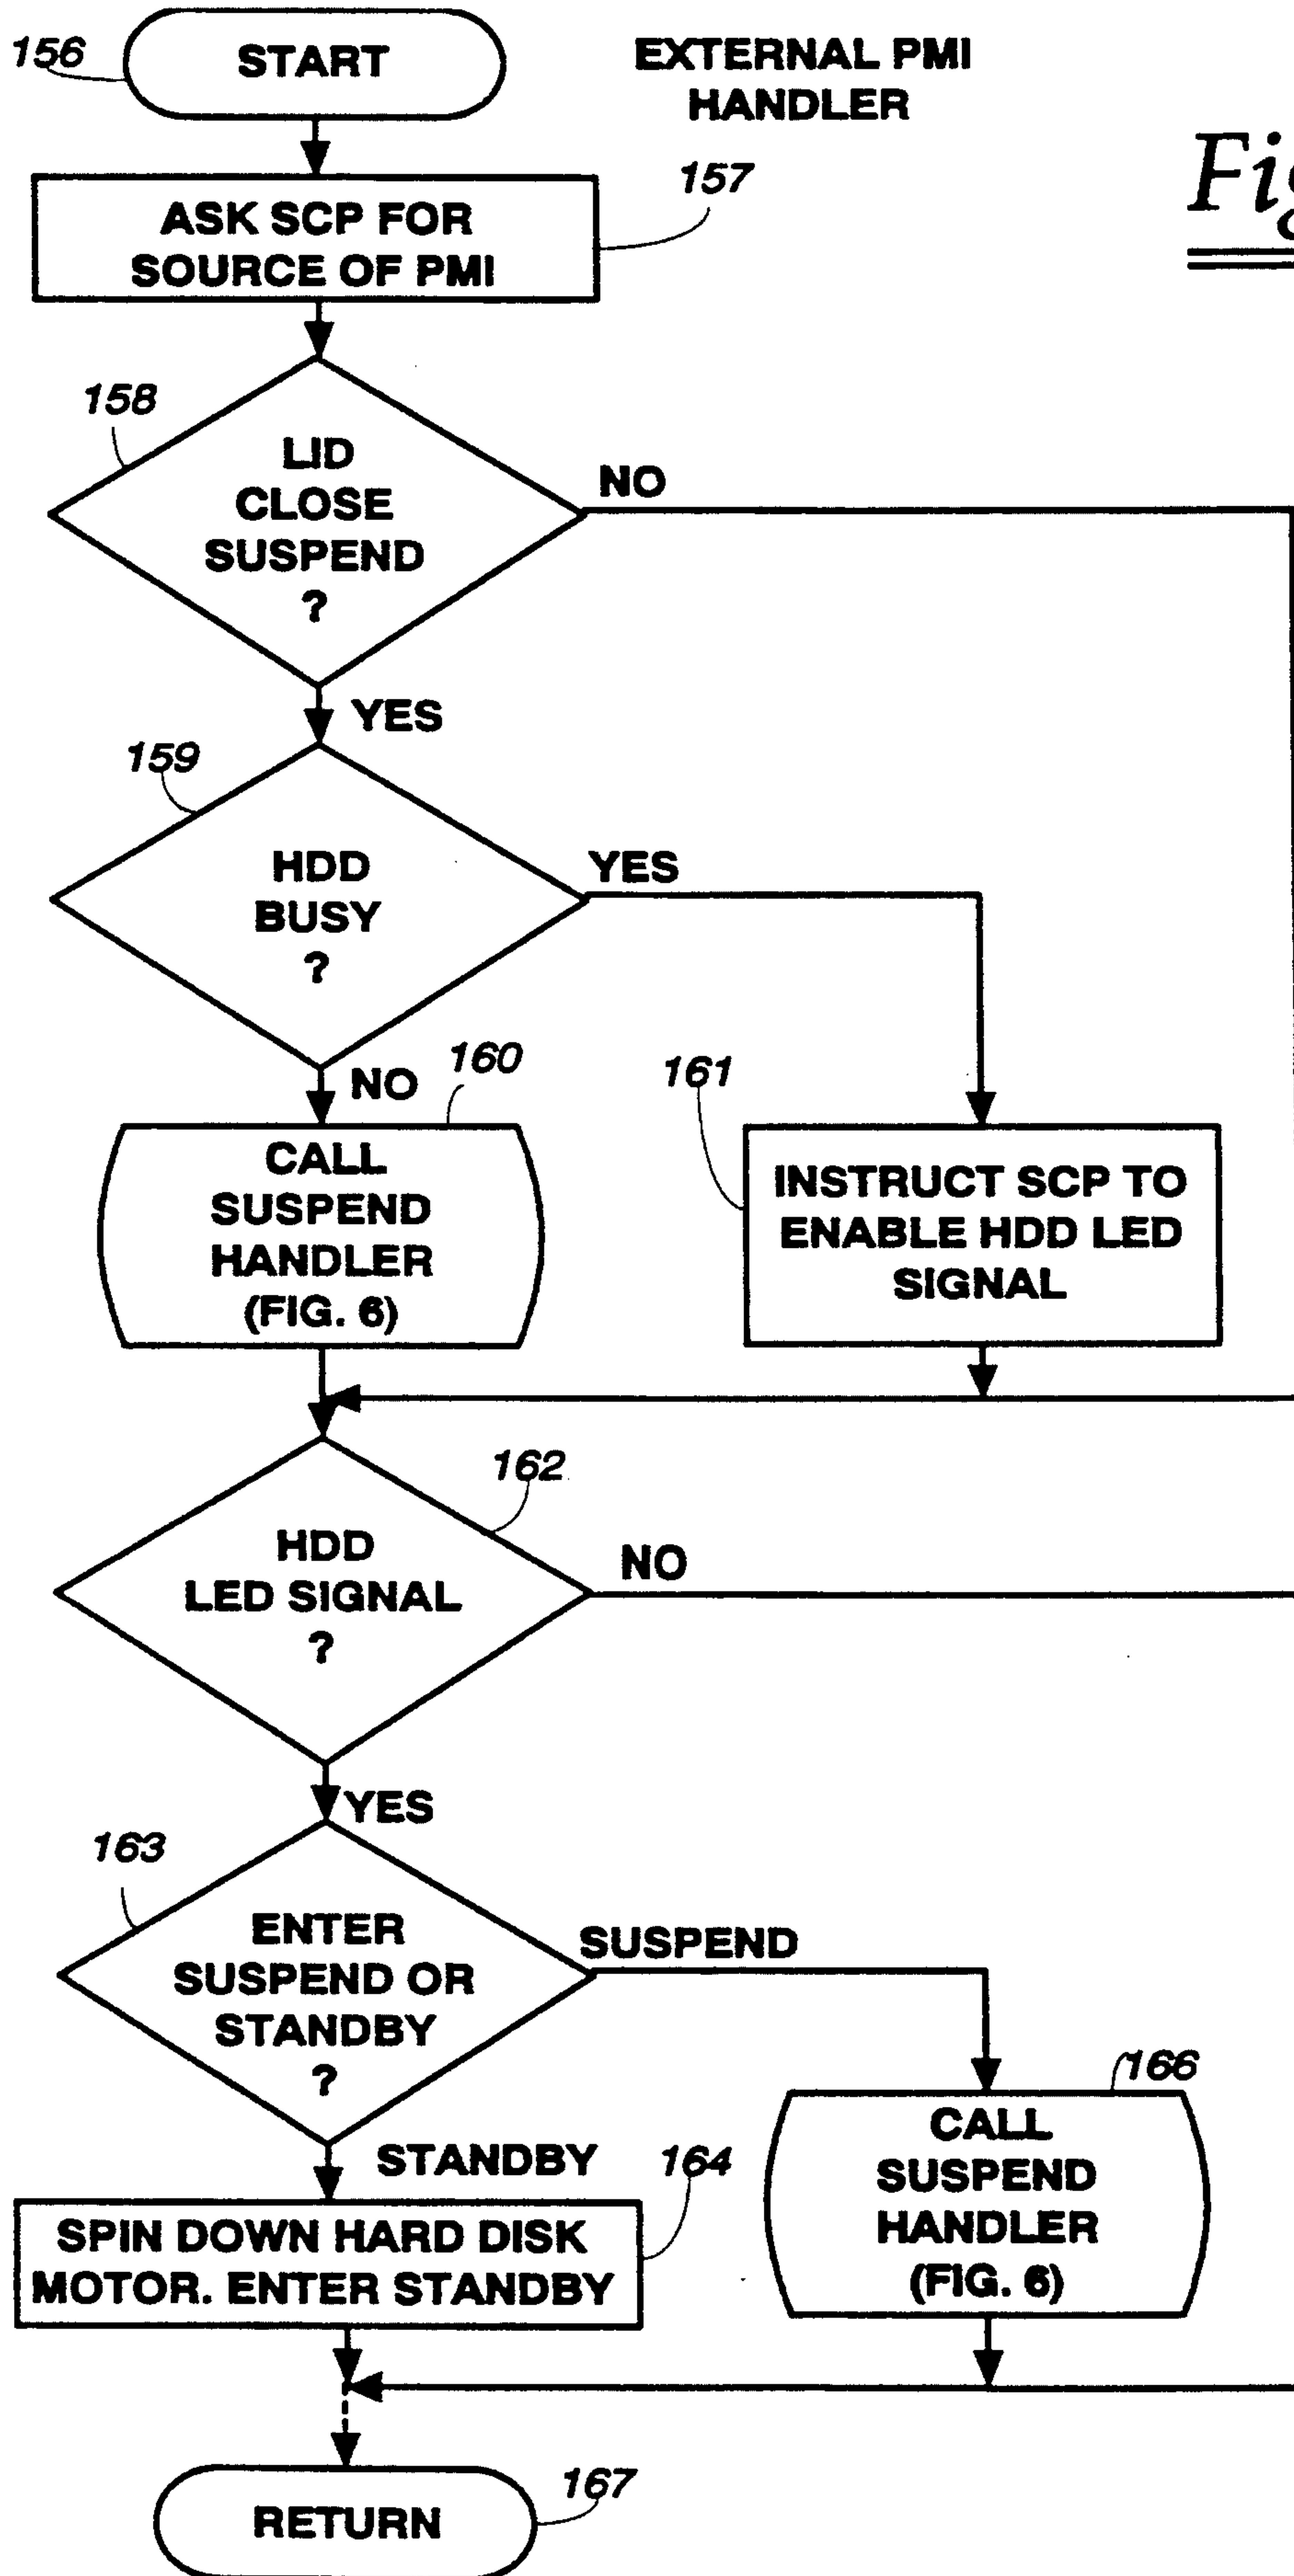 156
START
EXTERNAL PMI
HANDLER
157
ASK SCP FOR
SOURCE OF PMI
158
LID
CLOSE
SUSPEND
?
NO
YES
159
HDD
BUSY
?
YES
NO
160
CALL
SUSPEND
HANDLER
(FIG. 6)
161
INSTRUCT SCP TO
ENABLE HDD LED
SIGNAL
162
HDD
LED SIGNAL
?
NO
YES
163
ENTER
SUSPEND OR
STANDBY
?
SUSPEND
STANDBY
164
SPIN DOWN HARD DISK
MOTOR. ENTER STANDBY
166
CALL
SUSPEND
HANDLER
(FIG. 6)
RETURN
167